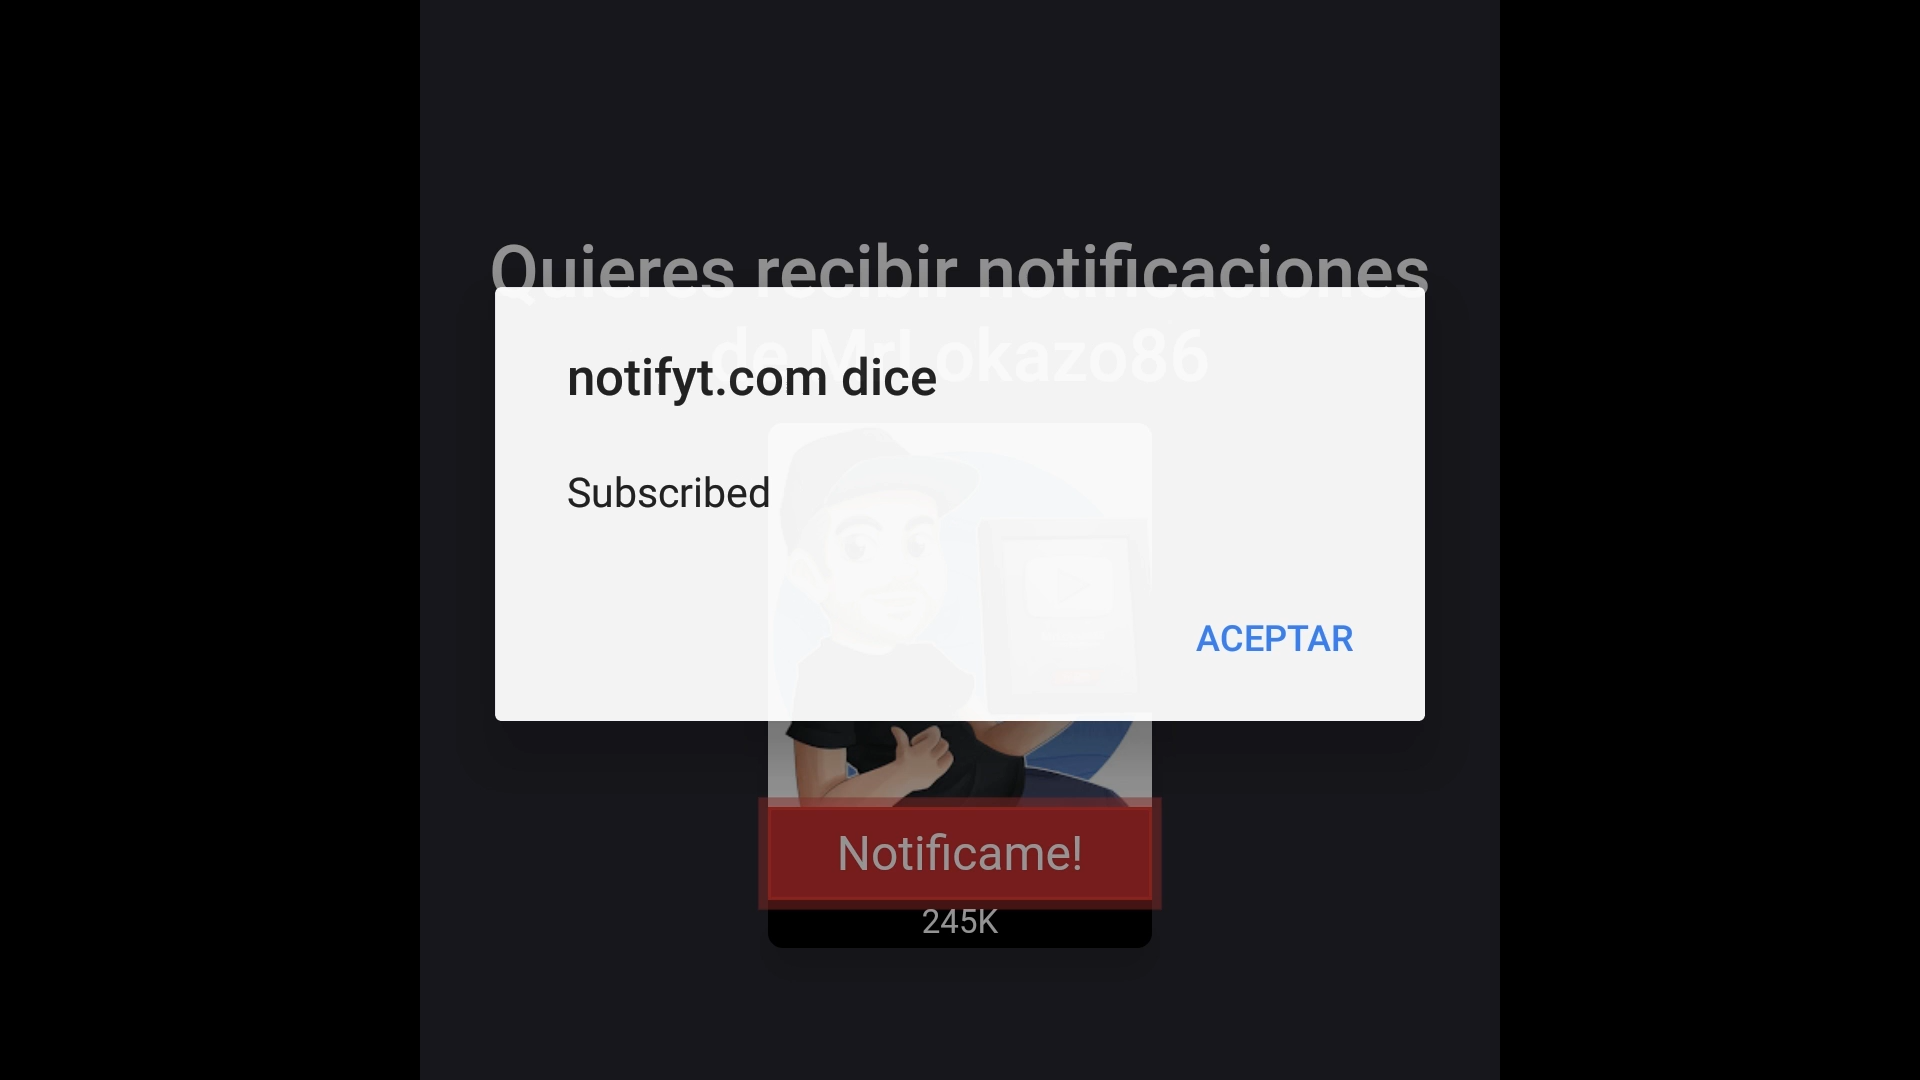 Quieres recibir notificaciones
de MrLokazo86
notifyt.com dice
Subscribed
ACEPTAR
Notificame!
245K